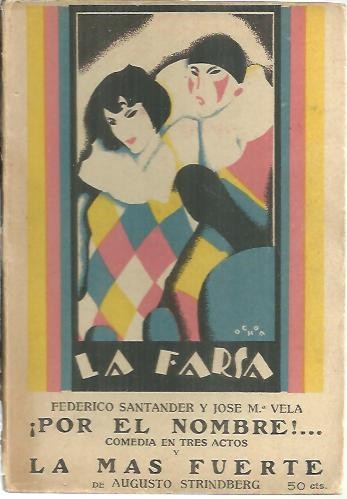 OCHOA
LA FARSA
FEDERICO SANTANDER Y JOSE M.ª VELA
¡POR EL NOMBRE!...
COMEDIA EN TRES ACTOS
Y
LA MAS FUERTE
DE AUGUSTO STRINDBERG 50 cts.